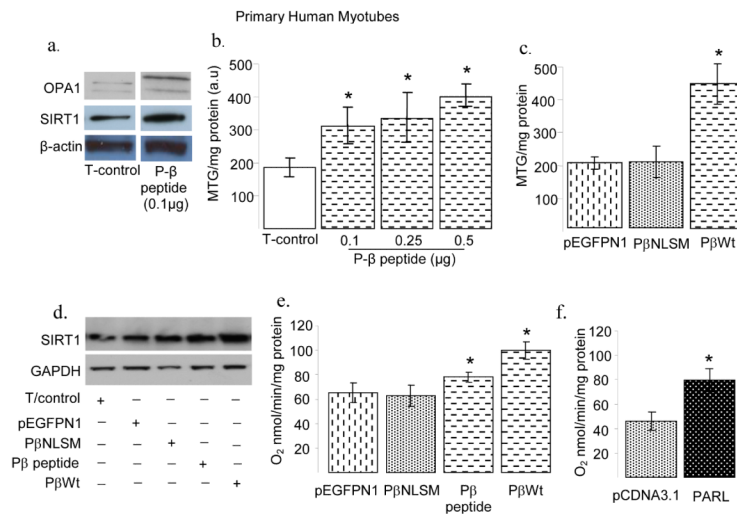 Primary Human Myotubes
a.
OPA1
SIRT1
β-actin
T-control
P-β
peptide
(0.1µg)
b.
MTG/mg protein (a.u)
500
400
300
200
100
*
*
*
T-control
0.1
0.25
0.5
P-β peptide (µg)
c.
MTG/mg protein
500
400
300
200
100
*
pEGFPN1
PβNLSM
PβWt
d.
SIRT1
GAPDH
T/control + – – – –
pEGFPN1 – + – – –
PβNLSM – – + – –
Pβ peptide – – – + –
PβWt – – – – +
e.
O2 nmol/min/mg protein
120
100
80
60
40
20
*
*
pEGFPN1
PβNLSM
Pβ
peptide
PβWt
f.
O2 nmol/min/mg protein
120
100
80
60
40
20
*
pCDNA3.1
PARL